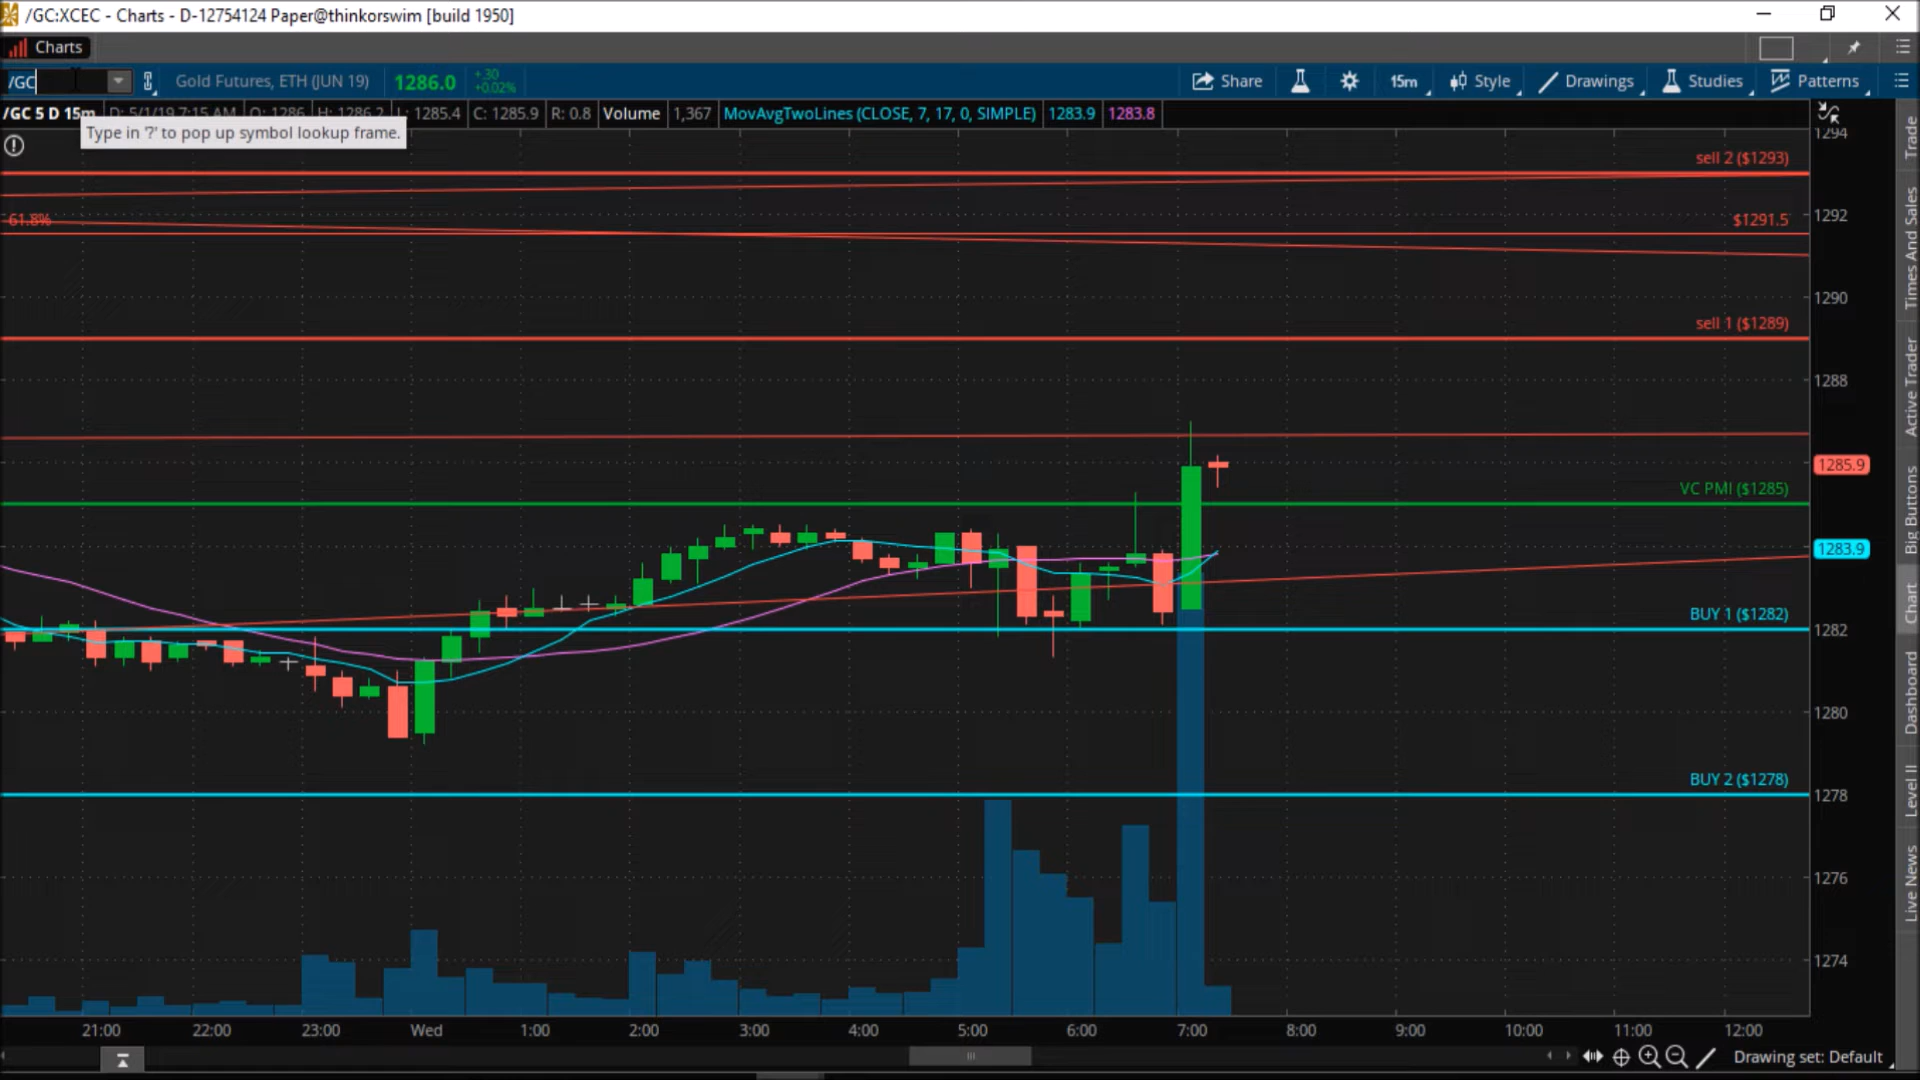 /GC:XCEC - Charts - D-12754124 Paper@thinkorswim [build 1950]
Charts
/GC Gold Futures, ETH (JUN 19) 1286.0 +.30 +0.02% Share 15m Style Drawings Studies Patterns
/GC 5 D 15m D: 5/1/19 7:15 AM O: 1286 H: 1286.2 L: 1285.4 C: 1285.9 R: 0.8 Volume 1,367 MovAvgTwoLines (CLOSE, 7, 17, 0, SIMPLE) 1283.9 1283.8
Type in '?' to pop up symbol lookup frame.
1294
sell 2 ($1293)
61.8% $1291.5
1292
1290
sell 1 ($1289)
1288
1285.9
VC PMI ($1285)
1283.9
BUY 1 ($1282)
1282
1280
BUY 2 ($1278)
1278
1276
1274
21:00 22:00 23:00 Wed 1:00 2:00 3:00 4:00 5:00 6:00 7:00 8:00 9:00 10:00 11:00 12:00
Drawing set: Default
Trade
Times And Sales
Active Trader
Big Buttons
Chart
Dashboard
Level II
Live News